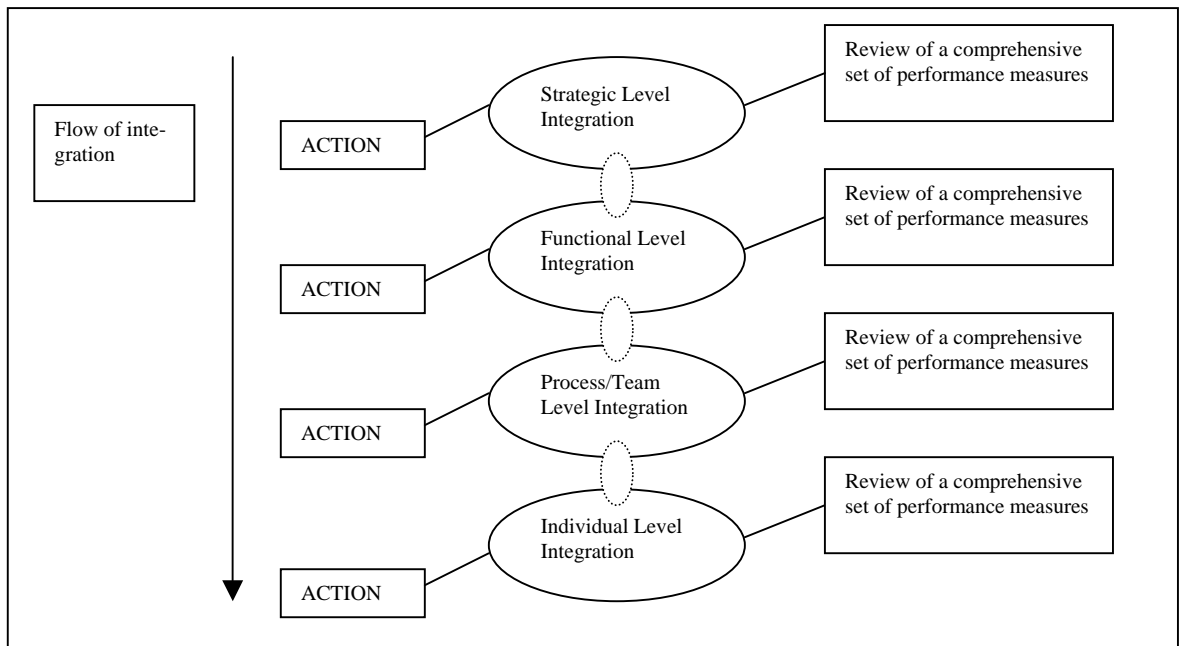 Flow of inte-
gration
ACTION
Strategic Level
Integration
Review of a comprehensive
set of performance measures
ACTION
Functional Level
Integration
Review of a comprehensive
set of performance measures
ACTION
Process/Team
Level Integration
Review of a comprehensive
set of performance measures
ACTION
Individual Level
Integration
Review of a comprehensive
set of performance measures